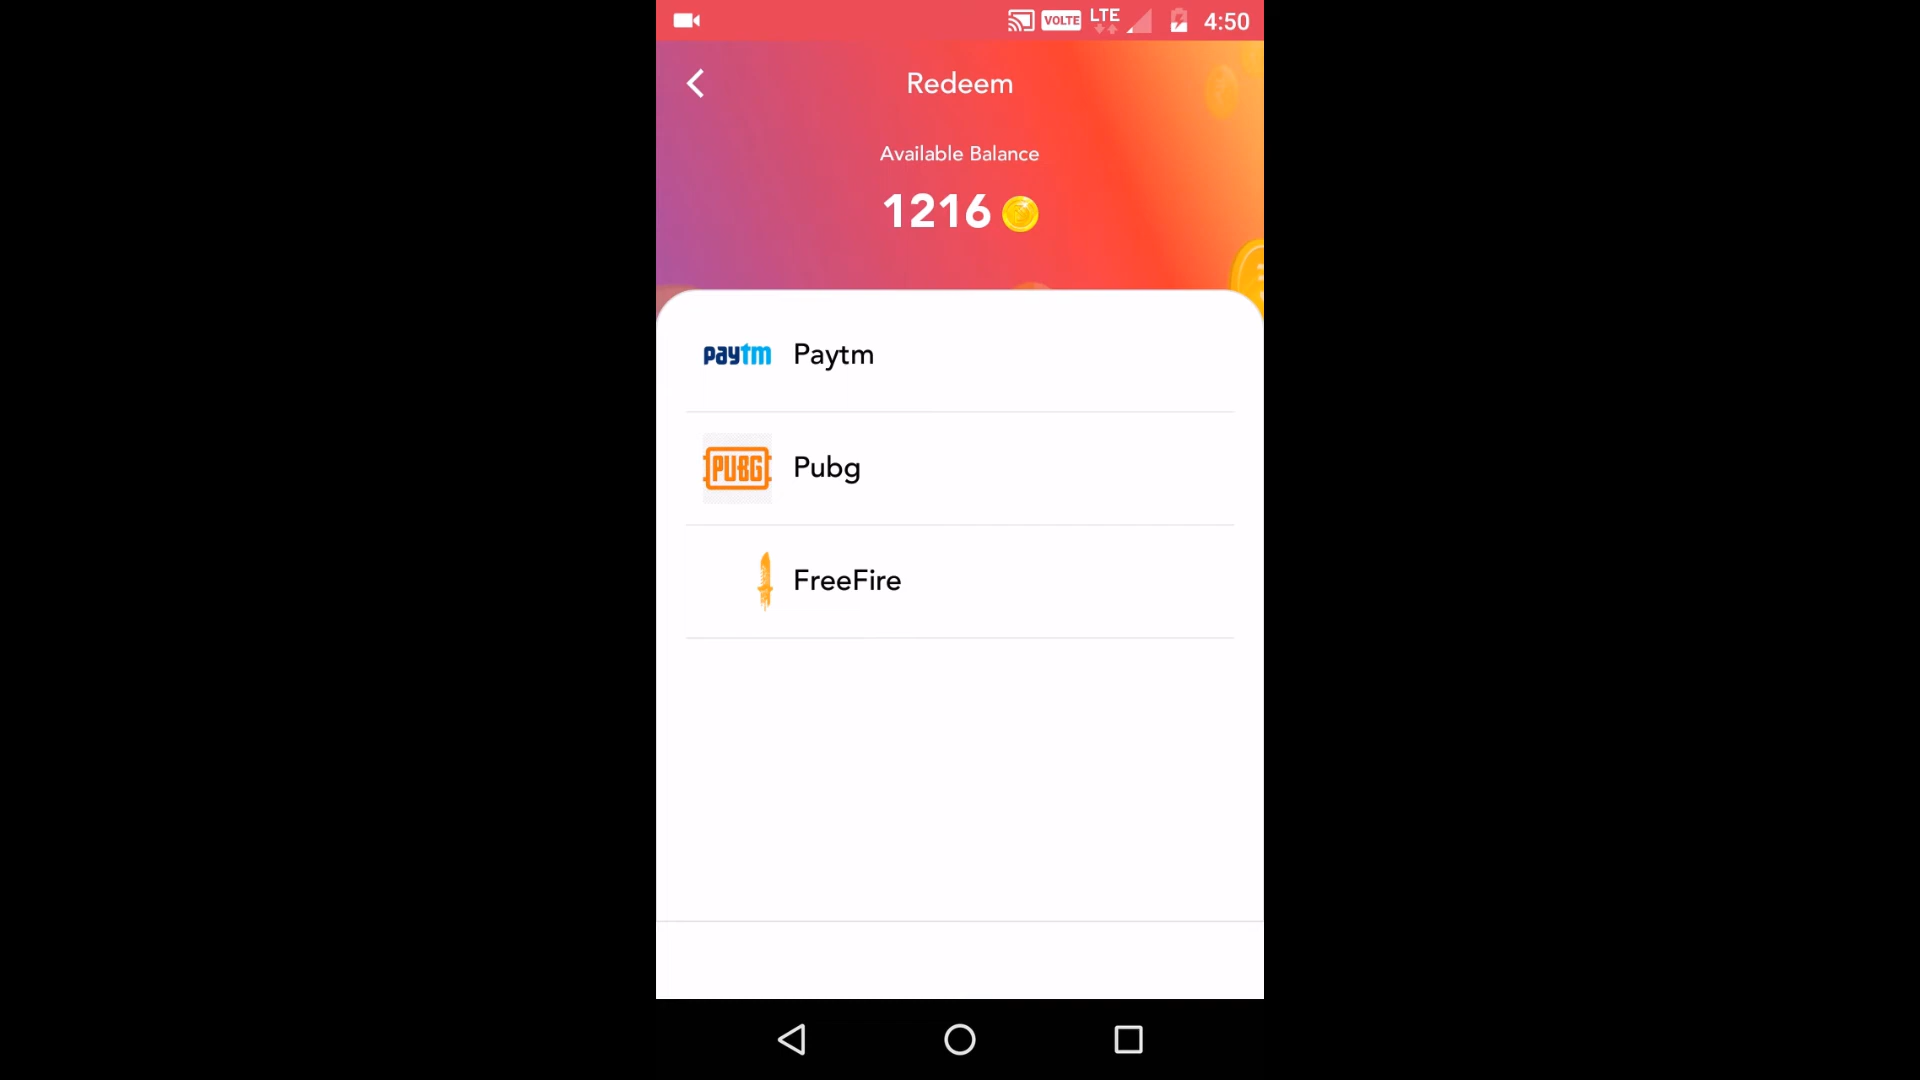 VOLTE LTE 4:50
Redeem
Available Balance
1216
paytm Paytm
PUBG Pubg
FreeFire